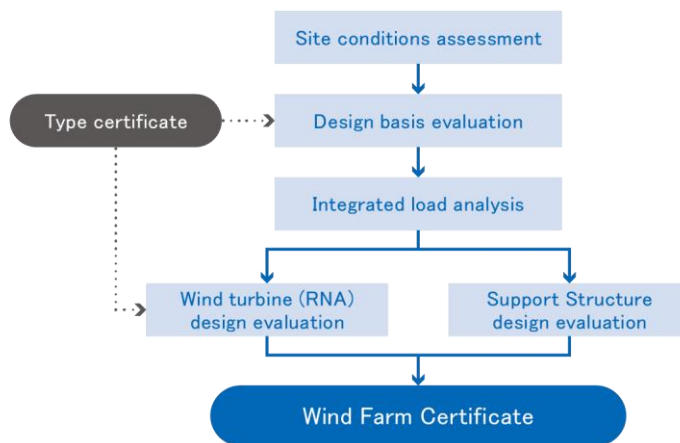 Site conditions assessment
Type certificate
Design basis evaluation
Integrated load analysis
Wind turbine (RNA)
design evaluation
Support Structure
design evaluation
Wind Farm Certificate